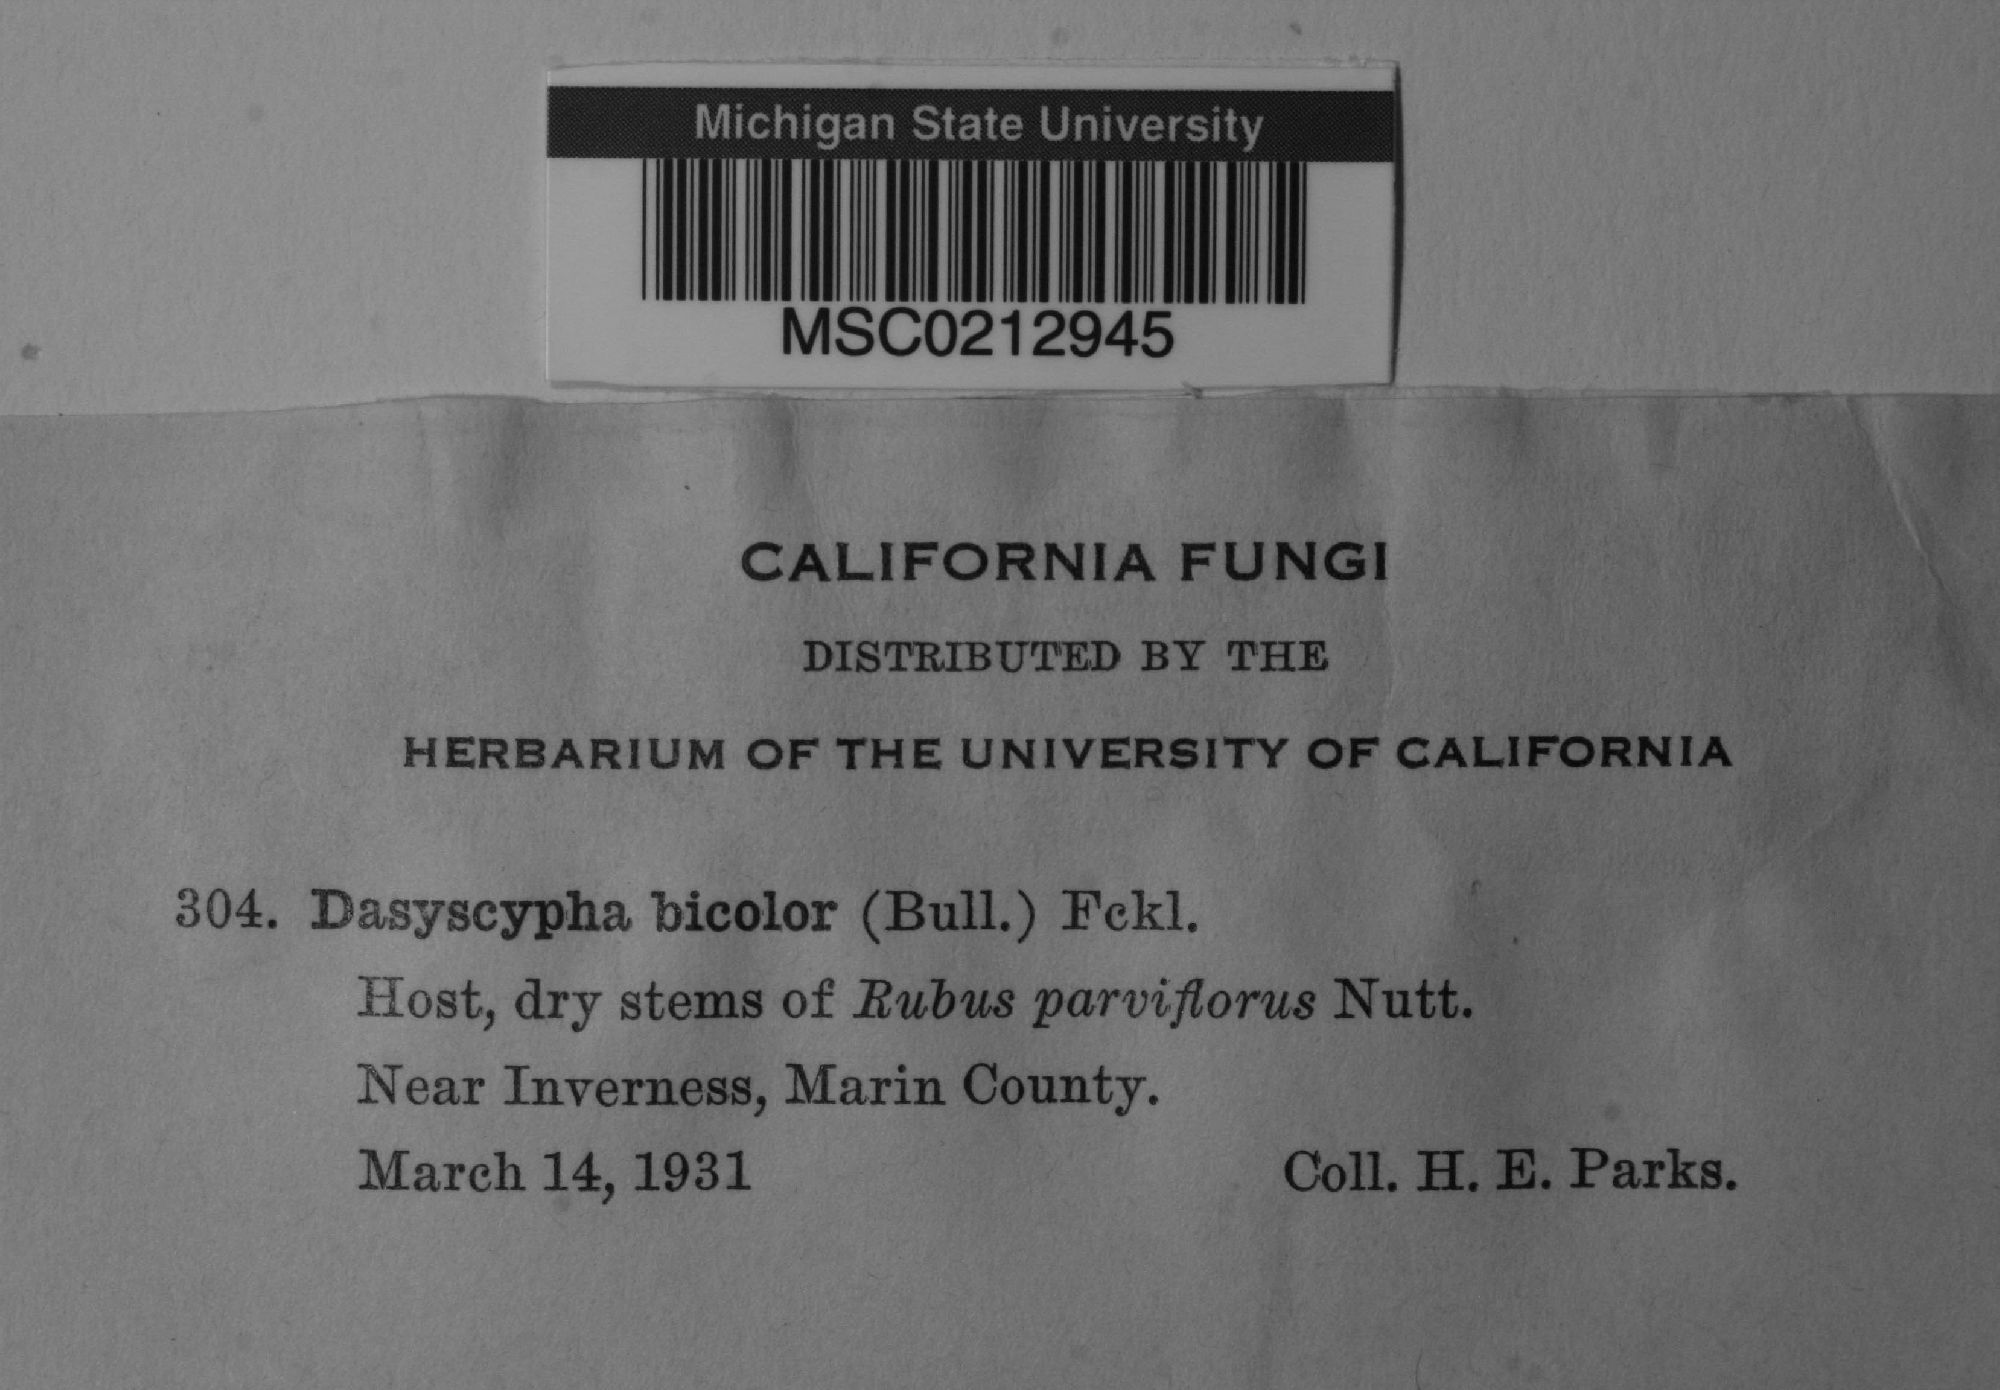 Michigan State University
MSC0212945
CALIFORNIA FUNGI
DISTRIBUTED BY THE
HERBARIUM OF THE UNIVERSITY OF CALIFORNIA
304. Dasyscypha bicolor (Bull.) Fckl.
Host, dry stems of Rubus parviflorus Nutt.
Near Inverness, Marin County.
March 14, 1931 Coll. H. E. Parks.